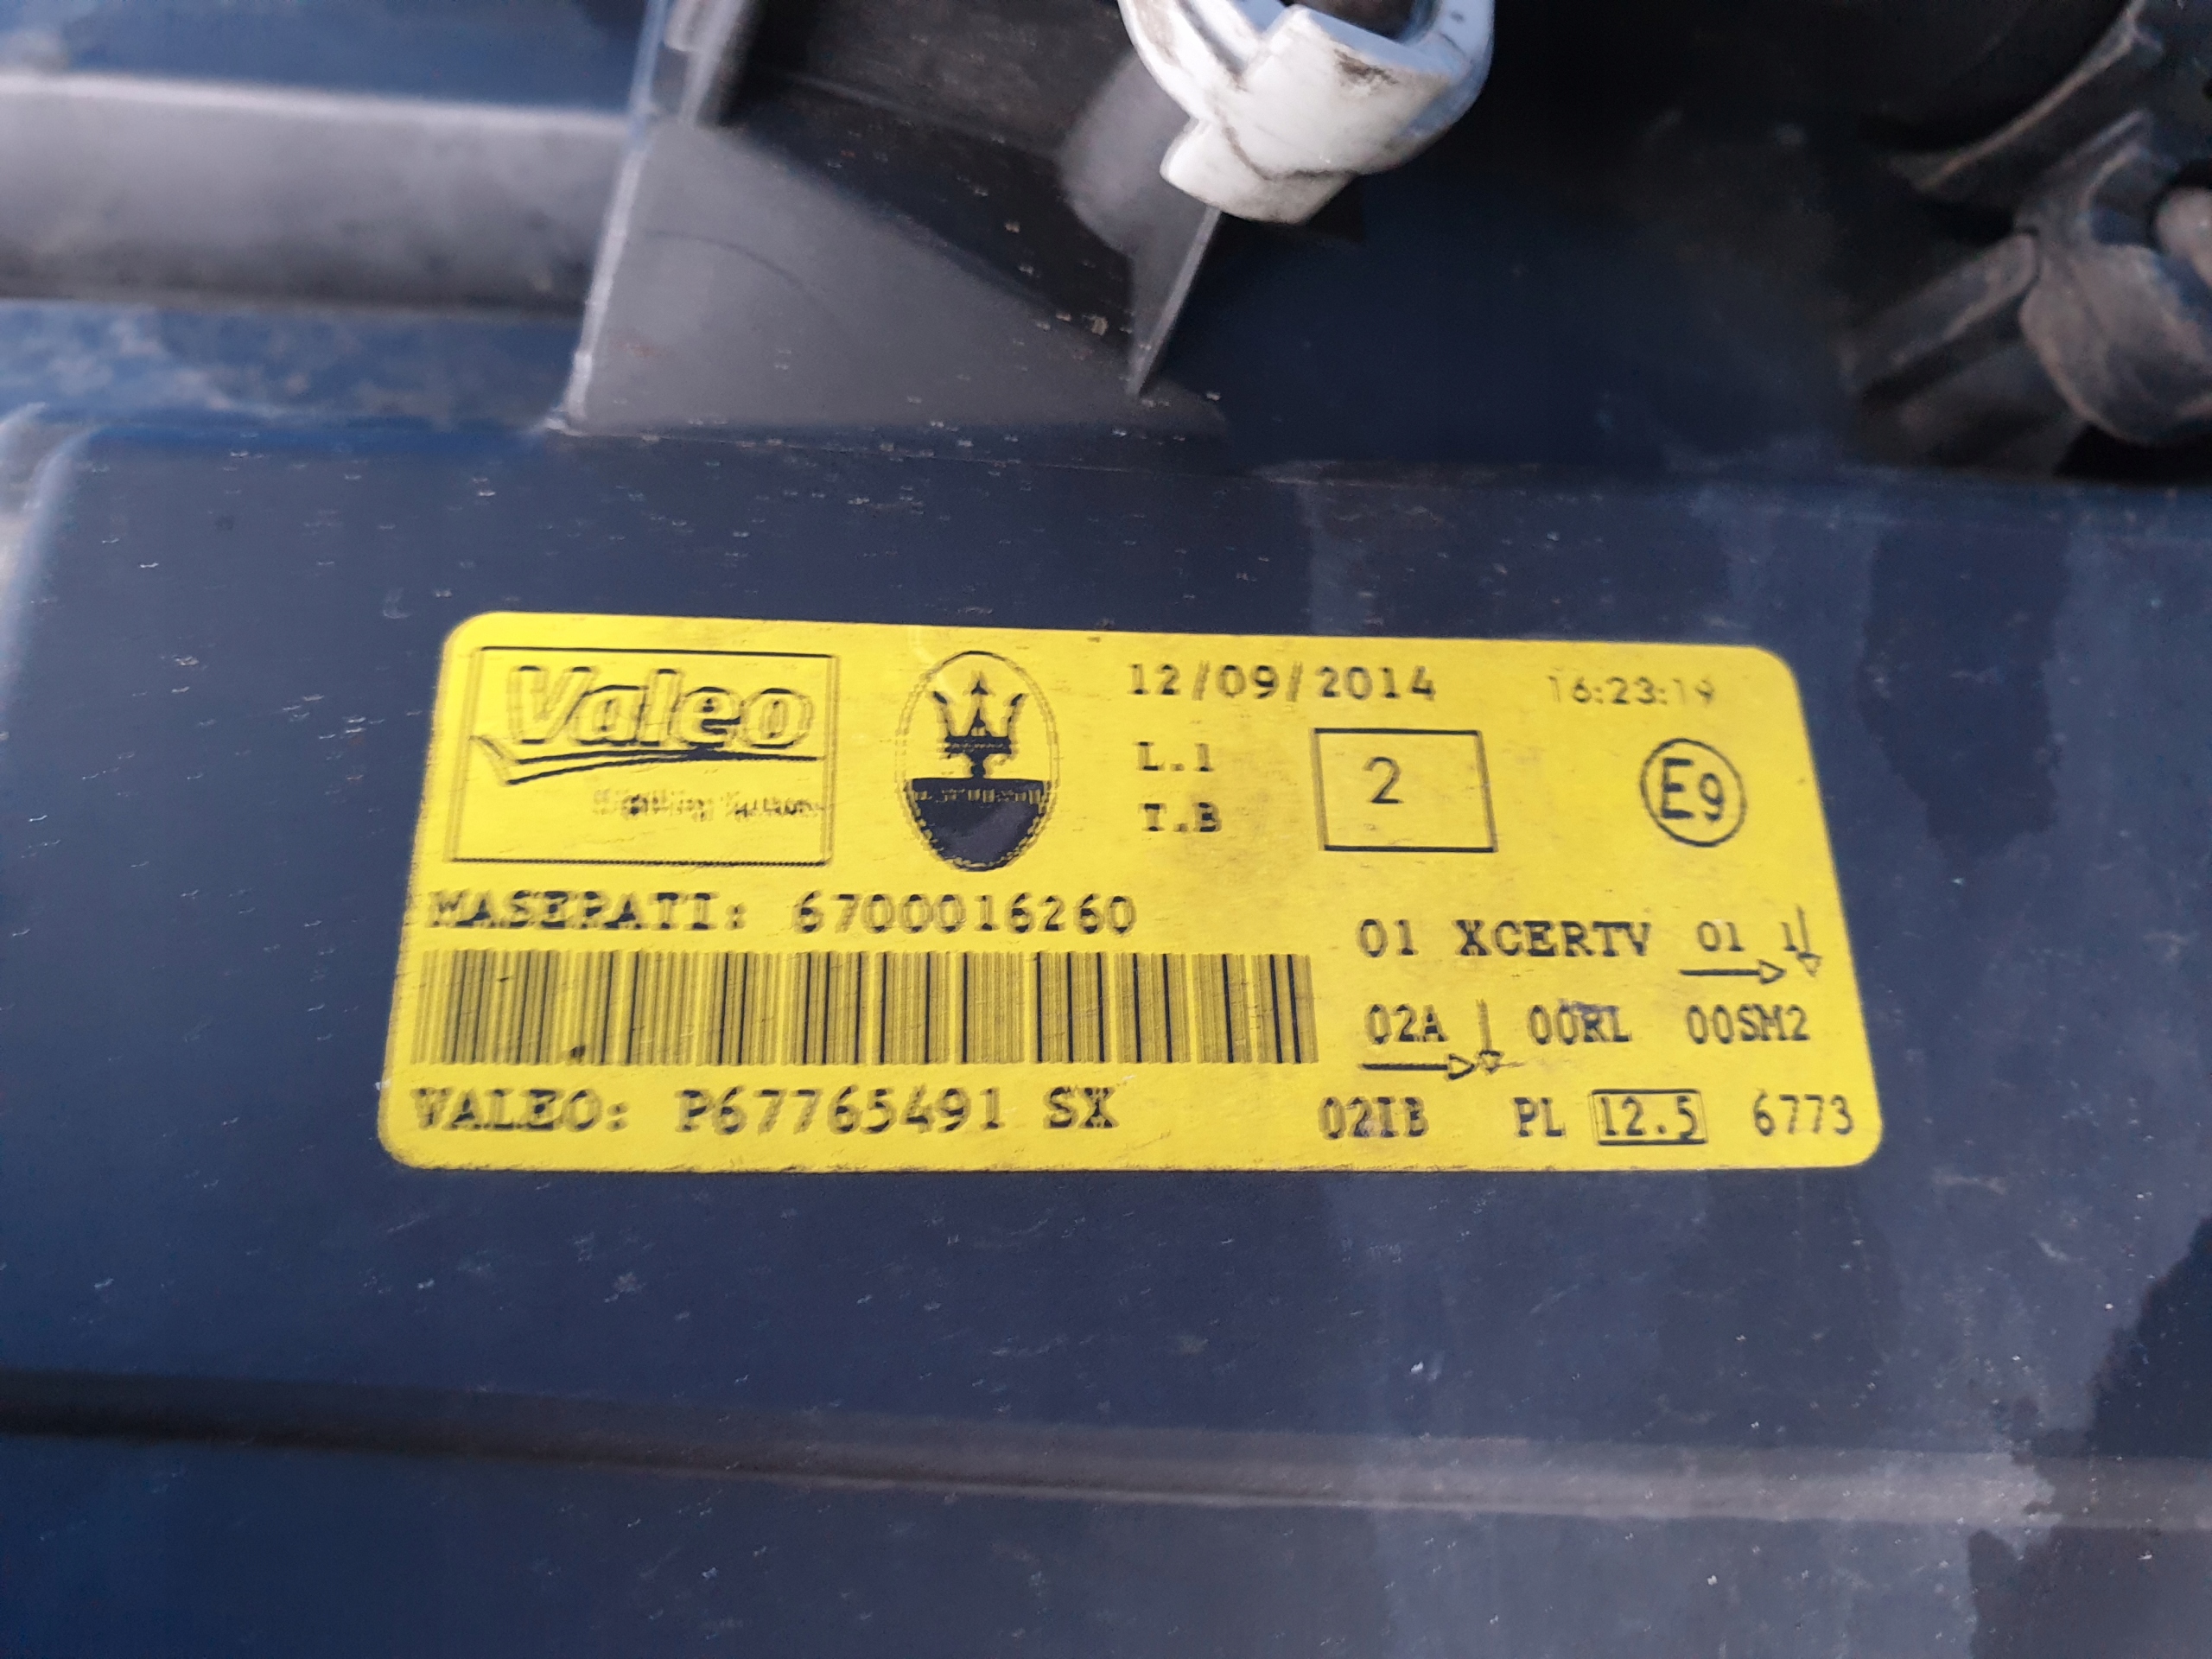 Valeo
12/09/2014 16:23:19
L.1
T.B
2
E9
MASERATI: 6700016260
01 XCERTV 01 1
02A 00RL 00SM2
VALEO: P67765491 SX
02IB PL 12.5 6773